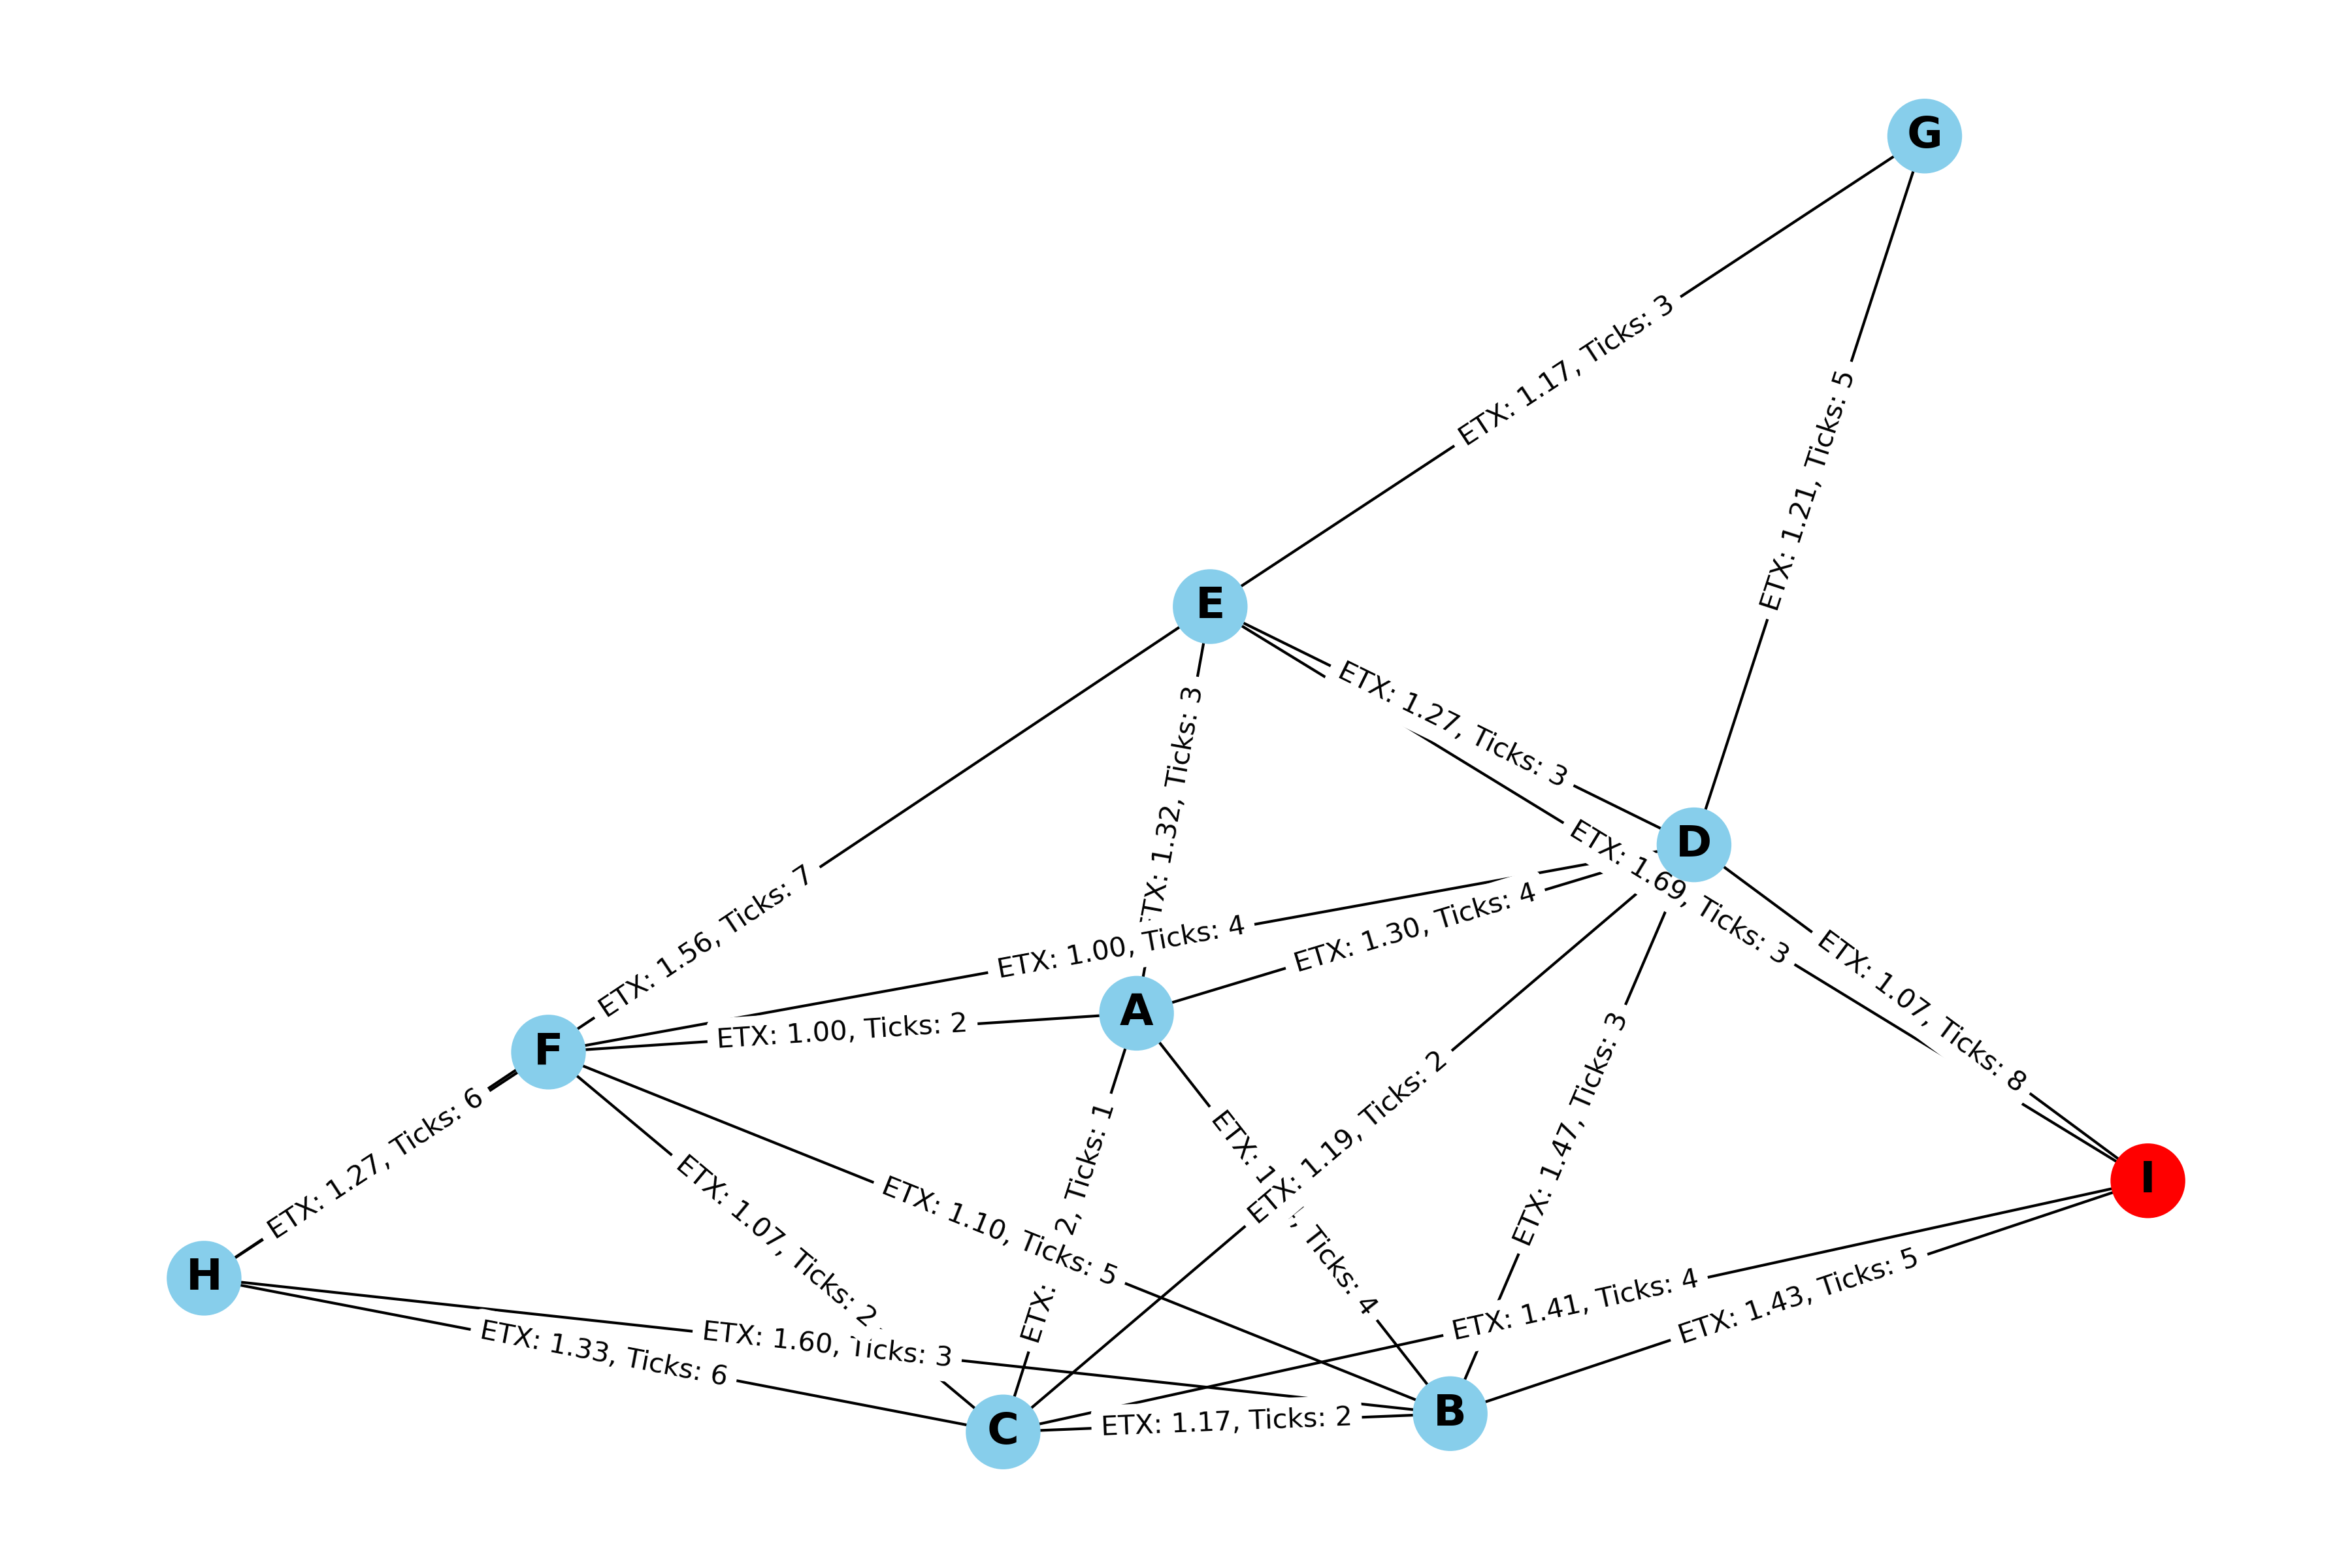 G
ETX: 1.17, Ticks: 3
ETX: 1.21, Ticks: 5
E
ETX: 1.32, Ticks: 3
ETX: 1.27, Ticks: 3
D
ETX: 1.56, Ticks: 7
ETX: 1.69, Ticks: 3
ETX: 1.00, Ticks: 4
ETX: 1.30, Ticks: 4
ETX: 1.07, Ticks: 8
A
ETX: 1.00, Ticks: 2
F
ETX: 1.27, Ticks: 6
ETX: 1.19, Ticks: 2
ETX: 1.47, Ticks: 3
I
ETX: 1.07, Ticks: 2
ETX: 1.10, Ticks: 5
ETX: 2, Ticks: 1
ETX: 1 , Ticks: 4
H
ETX: 1.41, Ticks: 4
ETX: 1.43, Ticks: 5
ETX: 1.60, Ticks: 3
ETX: 1.33, Ticks: 6
ETX: 1.17, Ticks: 2
C
B